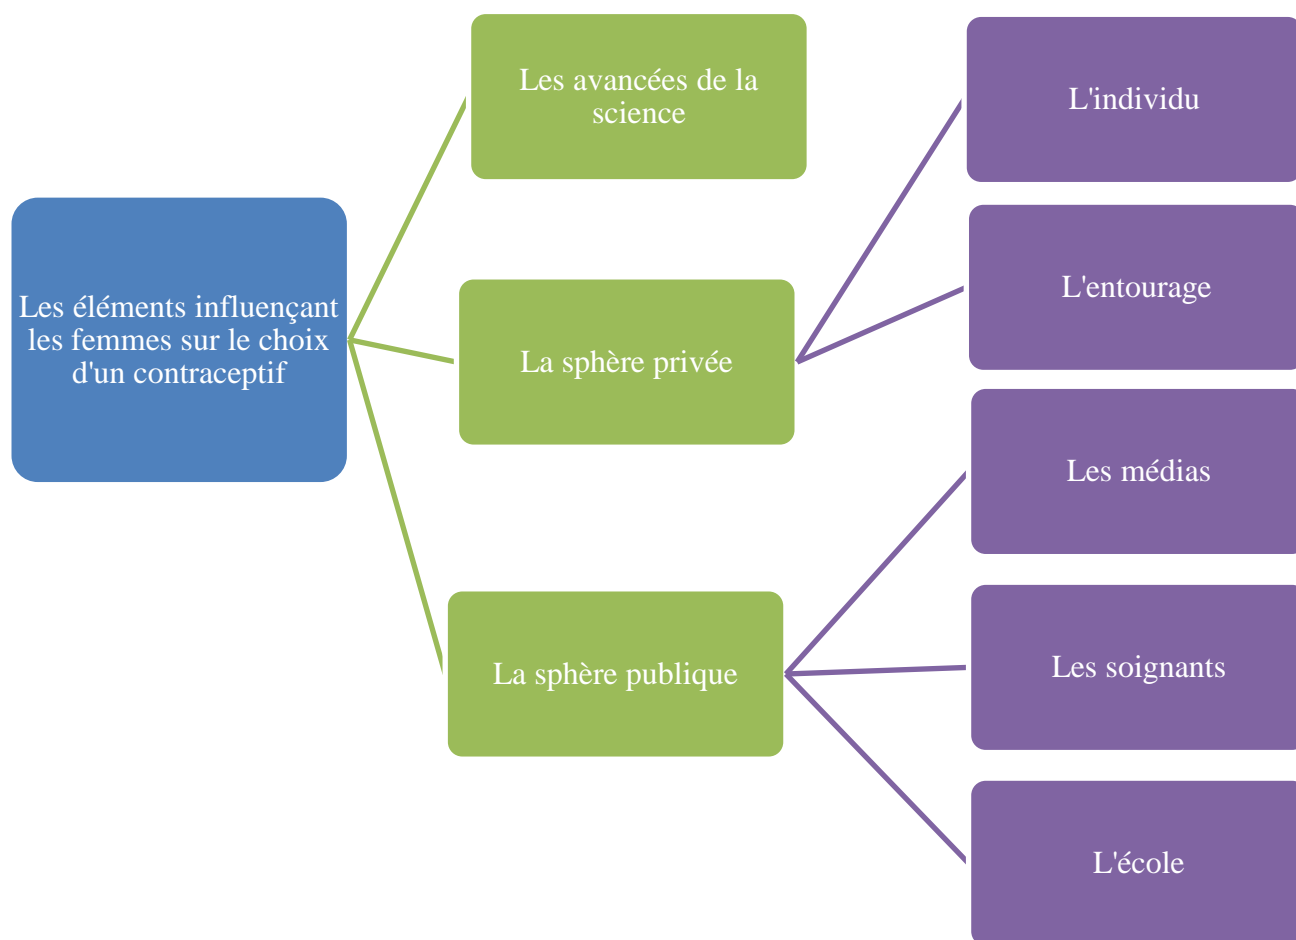 Les éléments influençant
les femmes sur le choix
d'un contraceptif
Les avancées de la
science
La sphère privée
La sphère publique
L'individu
L'entourage
Les médias
Les soignants
L'école